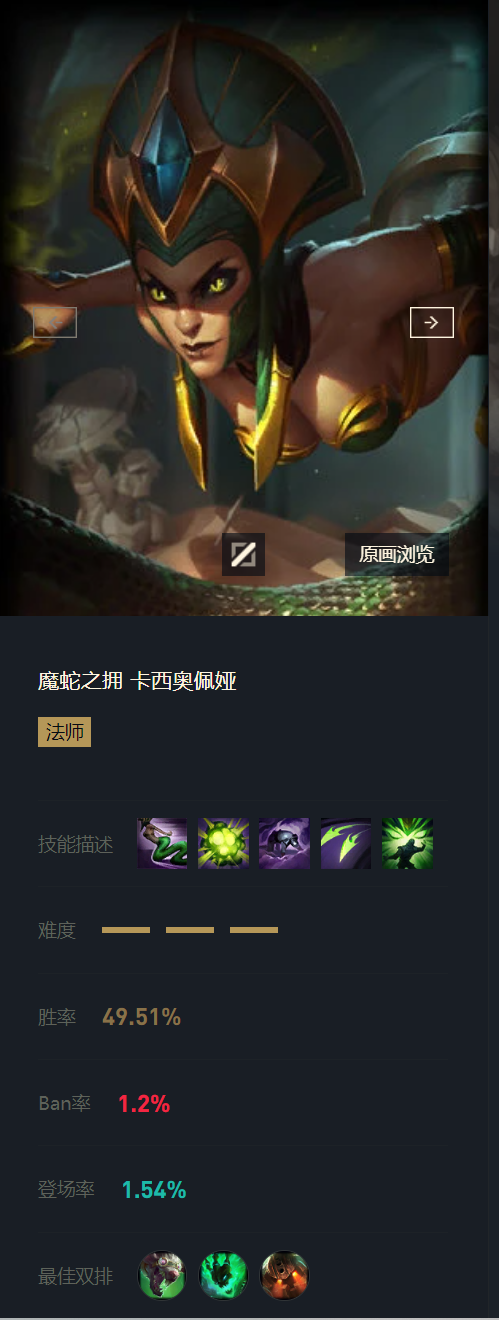 原画浏览
魔蛇之拥 卡西奥佩娅
法师
技能描述
难度
胜率 49.51%
Ban率 1.2%
登场率 1.54%
最佳双排